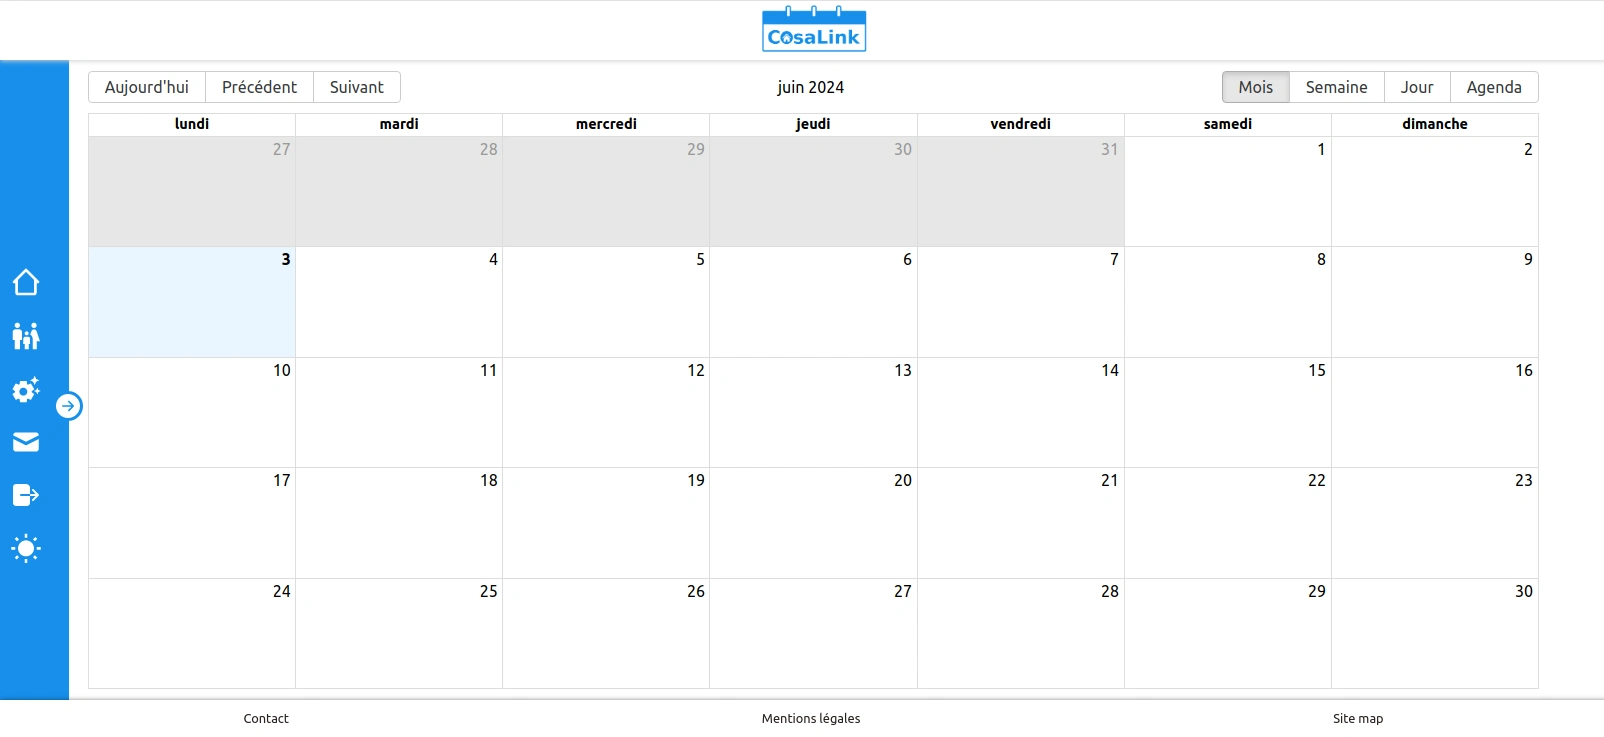 CosaLink
Aujourd'hui Précédent Suivant juin 2024 Mois Semaine Jour Agenda
lundi mardi mercredi jeudi vendredi samedi dimanche
27 28 29 30 31 1 2
3 4 5 6 7 8 9
10 11 12 13 14 15 16
17 18 19 20 21 22 23
24 25 26 27 28 29 30
Contact Mentions légales Site map